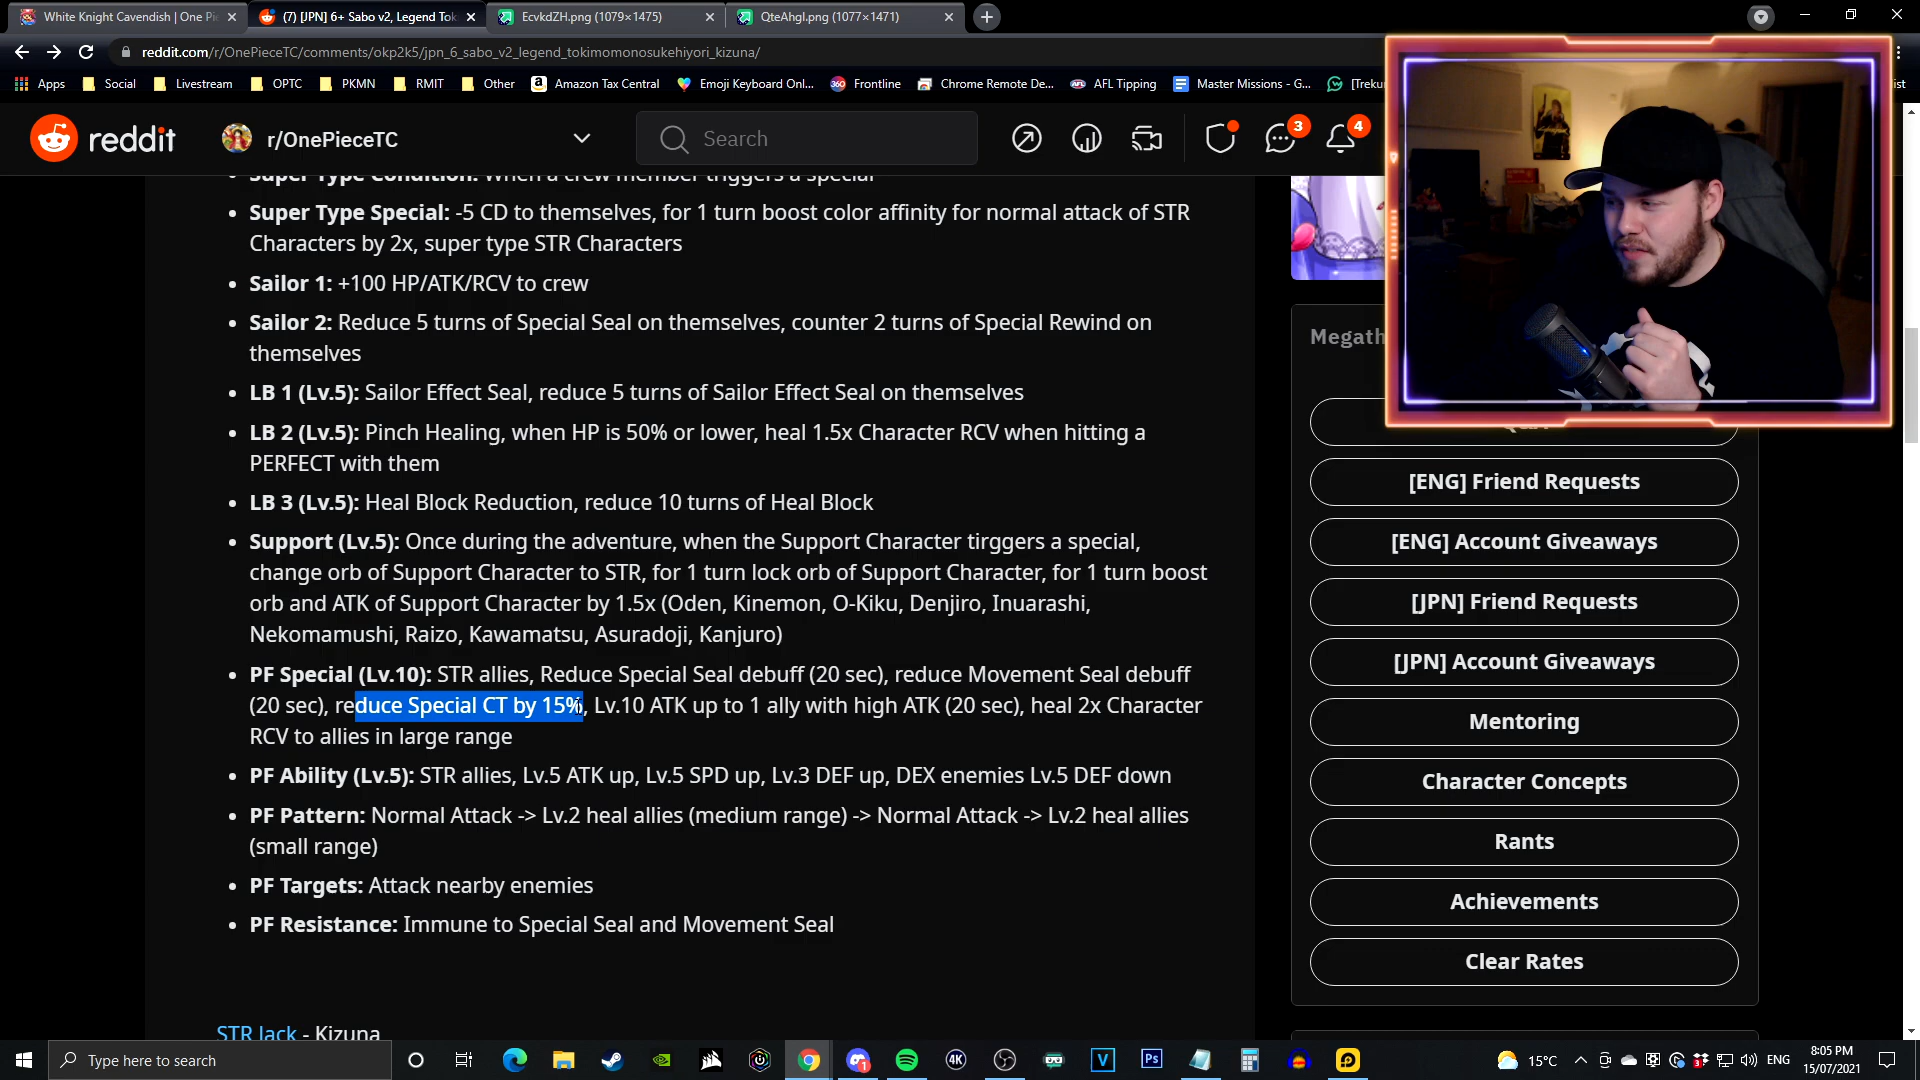 White Knight Cavendish | One Pi
(7) [JPN] 6+ Sabo v2, Legend Tok
EcvkdZH.png (1079×1475)
QteAhgI.png (1077×1471)
reddit.com/r/OnePieceTC/comments/okp2k5/jpn_6_sabo_v2_legend_tokimomonosukehiyori_kizuna/
Apps
Social
Livestream
OPTC
PKMN
RMIT
Other
Amazon Tax Central
Emoji Keyboard Onl...
Frontline
Chrome Remote De...
AFL Tipping
Master Missions - G...
[Treku
list
reddit
r/OnePieceTC
Search
3
4
Super Type Condition: When a crew member triggers a special
Super Type Special: -5 CD to themselves, for 1 turn boost color affinity for normal attack of STR
Characters by 2x, super type STR Characters
Sailor 1: +100 HP/ATK/RCV to crew
Sailor 2: Reduce 5 turns of Special Seal on themselves, counter 2 turns of Special Rewind on
themselves
LB 1 (Lv.5): Sailor Effect Seal, reduce 5 turns of Sailor Effect Seal on themselves
LB 2 (Lv.5): Pinch Healing, when HP is 50% or lower, heal 1.5x Character RCV when hitting a
PERFECT with them
LB 3 (Lv.5): Heal Block Reduction, reduce 10 turns of Heal Block
Support (Lv.5): Once during the adventure, when the Support Character tirggers a special,
change orb of Support Character to STR, for 1 turn lock orb of Support Character, for 1 turn boost
orb and ATK of Support Character by 1.5x (Oden, Kinemon, O-Kiku, Denjiro, Inuarashi,
Nekomamushi, Raizo, Kawamatsu, Asuradoji, Kanjuro)
PF Special (Lv.10): STR allies, Reduce Special Seal debuff (20 sec), reduce Movement Seal debuff
(20 sec), reduce Special CT by 15%, Lv.10 ATK up to 1 ally with high ATK (20 sec), heal 2x Character
RCV to allies in large range
PF Ability (Lv.5): STR allies, Lv.5 ATK up, Lv.5 SPD up, Lv.3 DEF up, DEX enemies Lv.5 DEF down
PF Pattern: Normal Attack -> Lv.2 heal allies (medium range) -> Normal Attack -> Lv.2 heal allies
(small range)
PF Targets: Attack nearby enemies
PF Resistance: Immune to Special Seal and Movement Seal
STR Jack - Kizuna
Megath
[ENG] Friend Requests
[ENG] Account Giveaways
[JPN] Friend Requests
[JPN] Account Giveaways
Mentoring
Character Concepts
Rants
Achievements
Clear Rates
Type here to search
1
4K
V
Ps
15°C
ENG
8:05 PM
15/07/2021